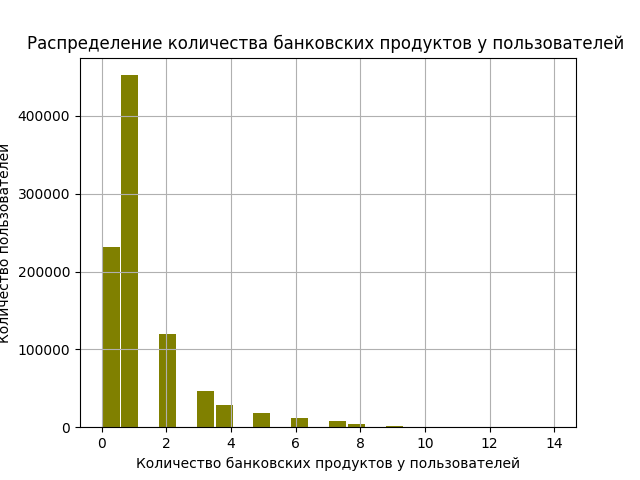 Распределение количества банковских продуктов у пользователей
400000
300000
200000
100000
0
Количество пользователей
0 2 4 6 8 10 12 14
Количество банковских продуктов у пользователей